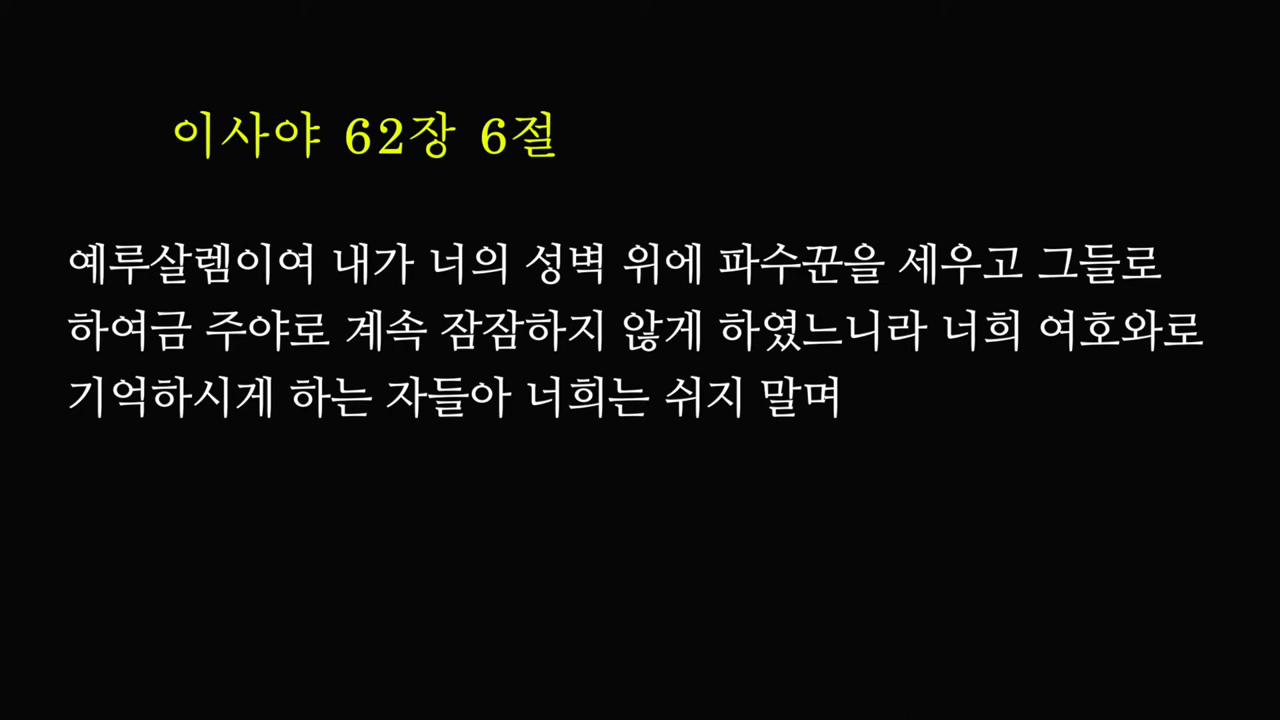 이사야 62장 6절
예루살렘이여 내가 너의 성벽 위에 파수꾼을 세우고 그들로
하여금 주야로 계속 잠잠하지 않게 하였느니라 너희 여호와로
기억하시게 하는 자들아 너희는 쉬지 말며